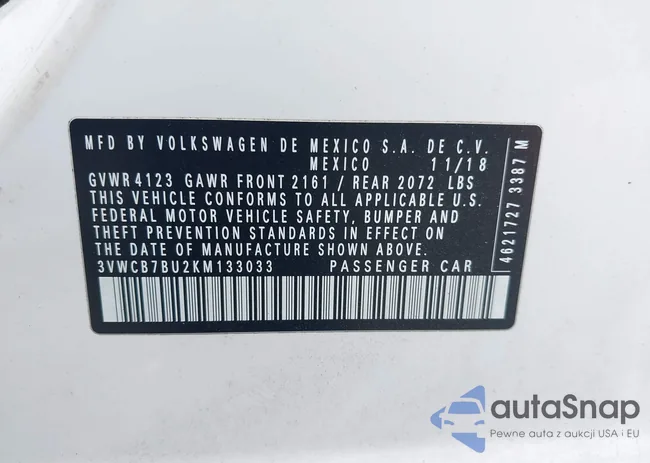 MFD BY VOLKSWAGEN DE MEXICO S.A. DE C.V.
MEXICO 11/18
GVWR 4123 GAWR FRONT 2161 / REAR 2072 LBS
THIS VEHICLE CONFORMS TO ALL APPLICABLE U.S.
FEDERAL MOTOR VEHICLE SAFETY, BUMPER AND
THEFT PREVENTION STANDARDS IN EFFECT ON
THE DATE OF MANUFACTURE SHOWN ABOVE.
3VWCB7BU2KM133033 PASSENGER CAR
4621727 3387 M
autoSnap
Pewne auta z aukcji USA i EU